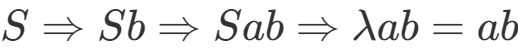 S ⇒ Sb ⇒ Sab ⇒ λab = ab